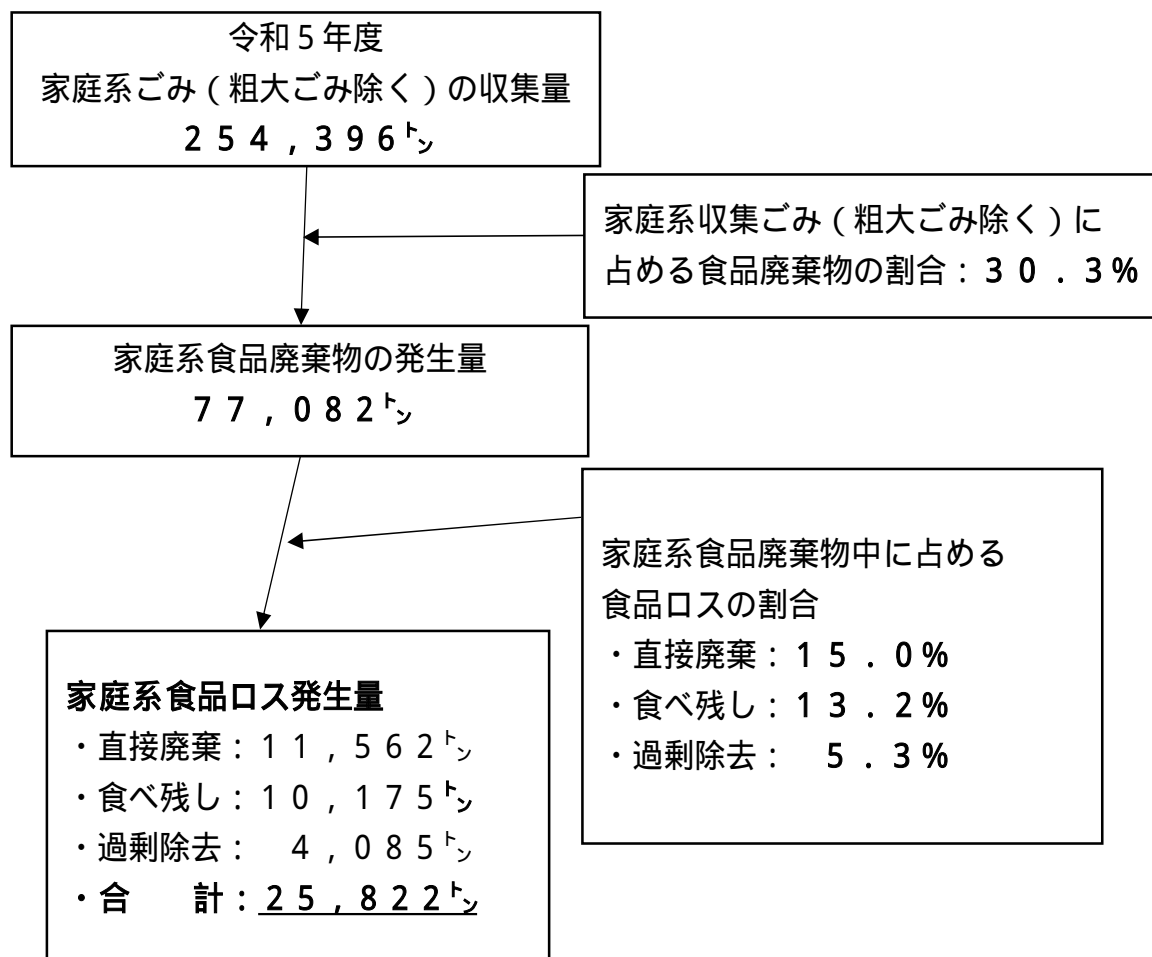 令和5年度
家庭系ごみ(粗大ごみ除く)の収集量
254,396㌧
家庭系収集ごみ(粗大ごみ除く)に
占める食品廃棄物の割合:30.3%
家庭系食品廃棄物の発生量
77,082㌧
家庭系食品廃棄物中に占める
食品ロスの割合
・直接廃棄:15.0%
・食べ残し:13.2%
・過剰除去: 5.3%
家庭系食品ロス発生量
・直接廃棄:11,562㌧
・食べ残し:10,175㌧
・過剰除去: 4,085㌧
・合 計:25,822㌧